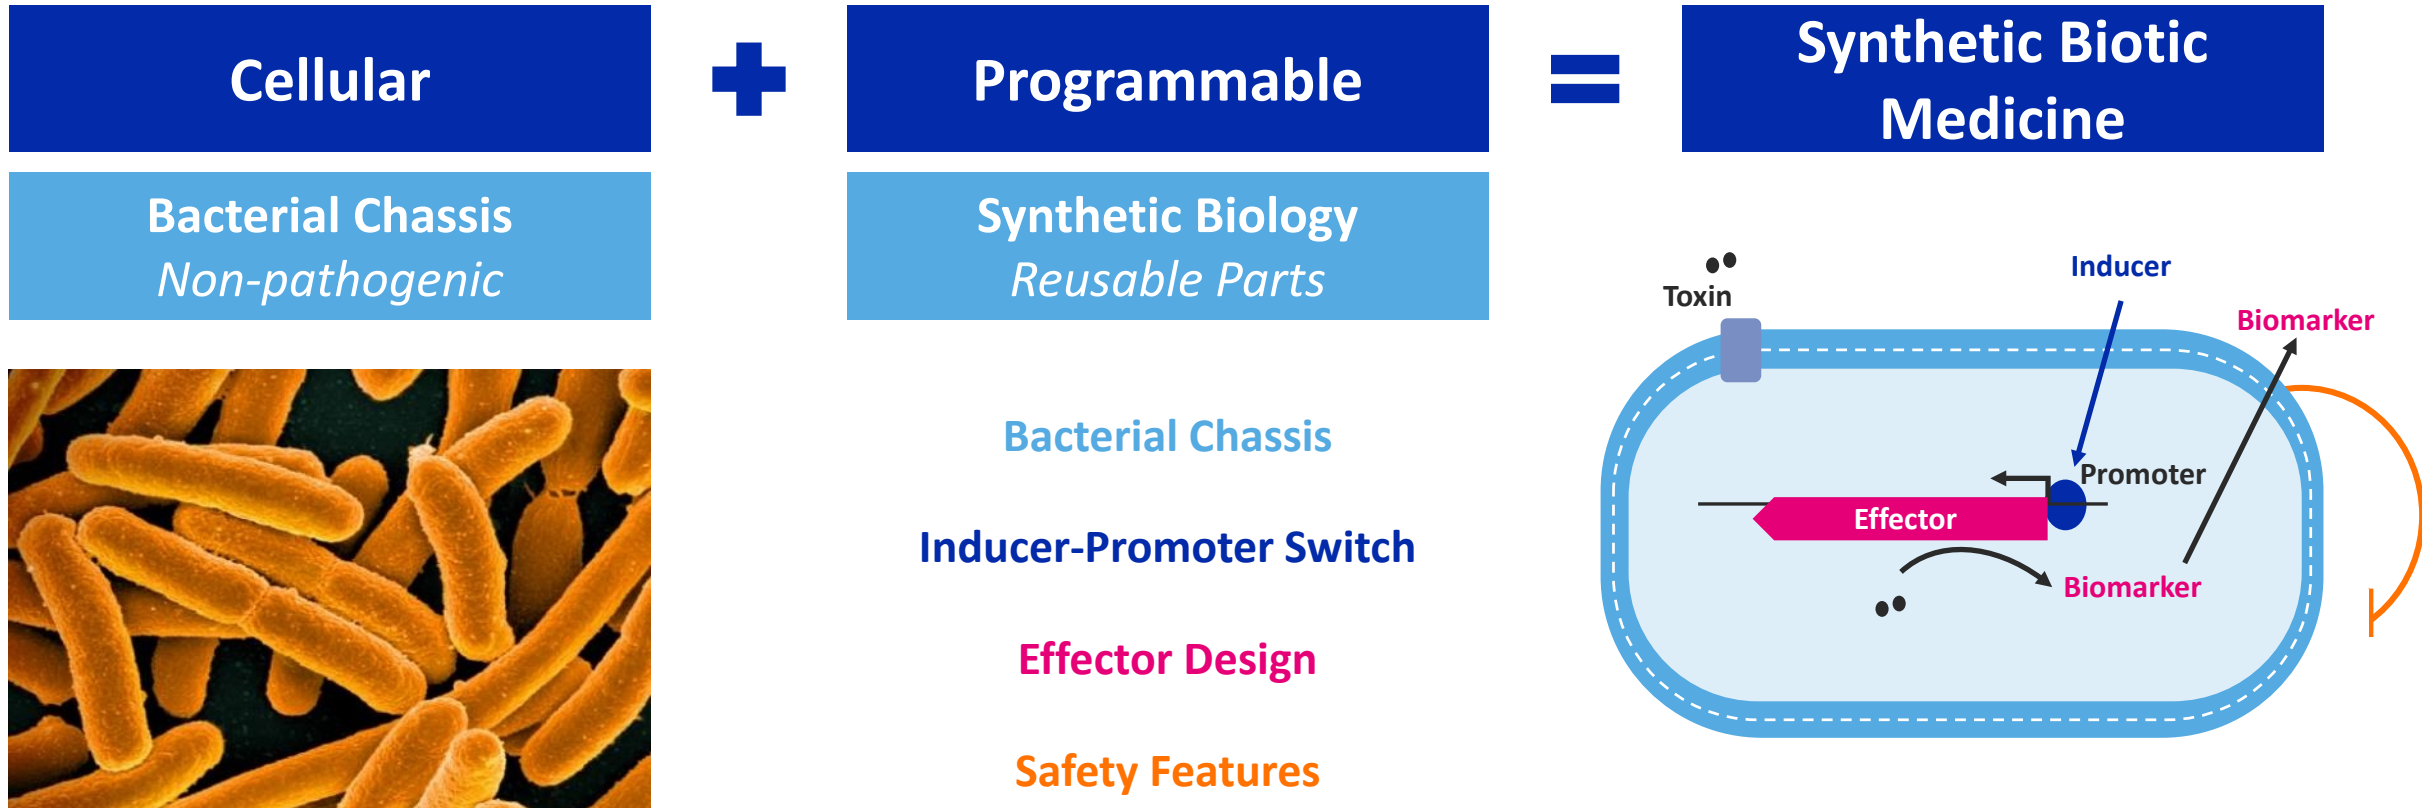 Cellular
Programmable
Synthetic Biotic
Medicine
Bacterial Chassis
Non-pathogenic
Synthetic Biology
Reusable Parts
Bacterial Chassis
Inducer-Promoter Switch
Effector Design
Safety Features
Toxin
Inducer
Biomarker
Promoter
Effector
Biomarker